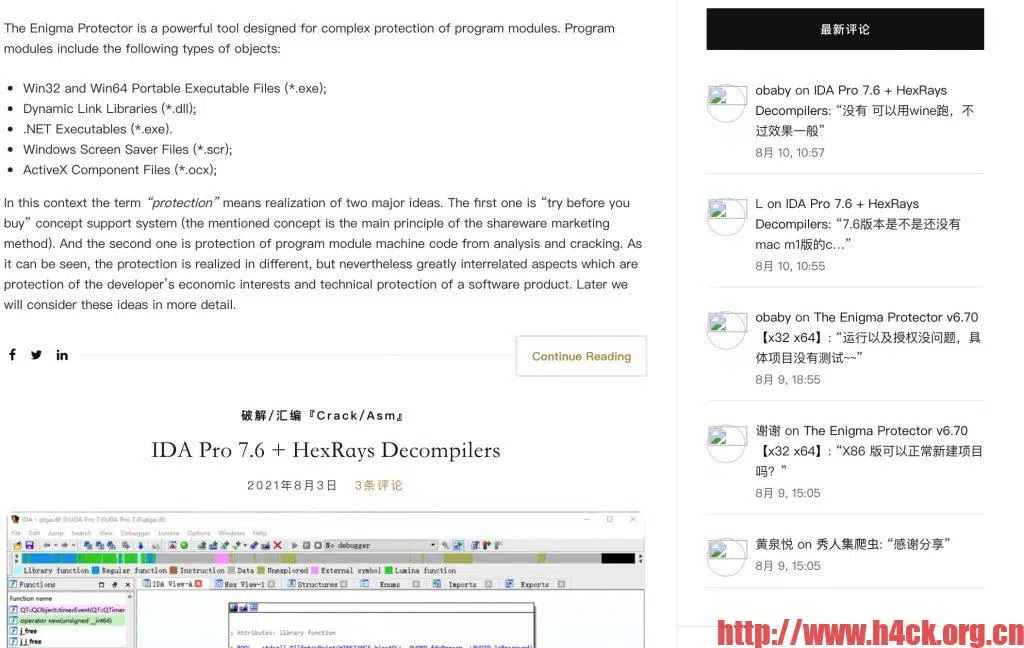 The Enigma Protector is a powerful tool designed for complex protection of program modules. Program
modules include the following types of objects:
Win32 and Win64 Portable Executable Files (*.exe);
Dynamic Link Libraries (*.dll);
.NET Executables (*.exe).
Windows Screen Saver Files (*.scr);
ActiveX Component Files (*.ocx);
In this context the term “protection” means realization of two major ideas. The first one is “try before you
buy” concept support system (the mentioned concept is the main principle of the shareware marketing
method). And the second one is protection of program module machine code from analysis and cracking. As
it can be seen, the protection is realized in different, but nevertheless greatly interrelated aspects which are
protection of the developer’s economic interests and technical protection of a software product. Later we
will consider these ideas in more detail.
Continue Reading
破解/汇编『Crack/Asm』
IDA Pro 7.6 + HexRays Decompilers
2021年8月3日 3条评论
IDA - qtga.dll D:\IDA Pro 7.6\IDA Pro 7.6\qtga.dll
File Edit Jump Search View Debugger Lumina Options Windows Help
No debugger
Library function Regular function Instruction Data Unexplored External symbol Lumina function
Functions IDA View-A Hex View-1 Structures Enums Imports Exports
Function name
QT::QObject::timerEvent(QT::QTimer
operator new(unsigned __int64)
j_free
j_j_free
; Attributes: library function
最新评论
obaby on IDA Pro 7.6 + HexRays
Decompilers: “没有 可以用wine跑，不
过效果一般”
8月 10, 10:57
L on IDA Pro 7.6 + HexRays
Decompilers: “7.6版本是不是还没有
mac m1版的c…”
8月 10, 10:55
obaby on The Enigma Protector v6.70
【x32 x64】: “运行以及授权没问题，具
体项目没有测试~~”
8月 9, 18:55
谢谢 on The Enigma Protector v6.70
【x32 x64】: “X86 版可以正常新建项目
吗？”
8月 9, 15:05
黄泉悦 on 秀人集爬虫: “感谢分享”
8月 9, 15:05
http://www.h4ck.org.cn